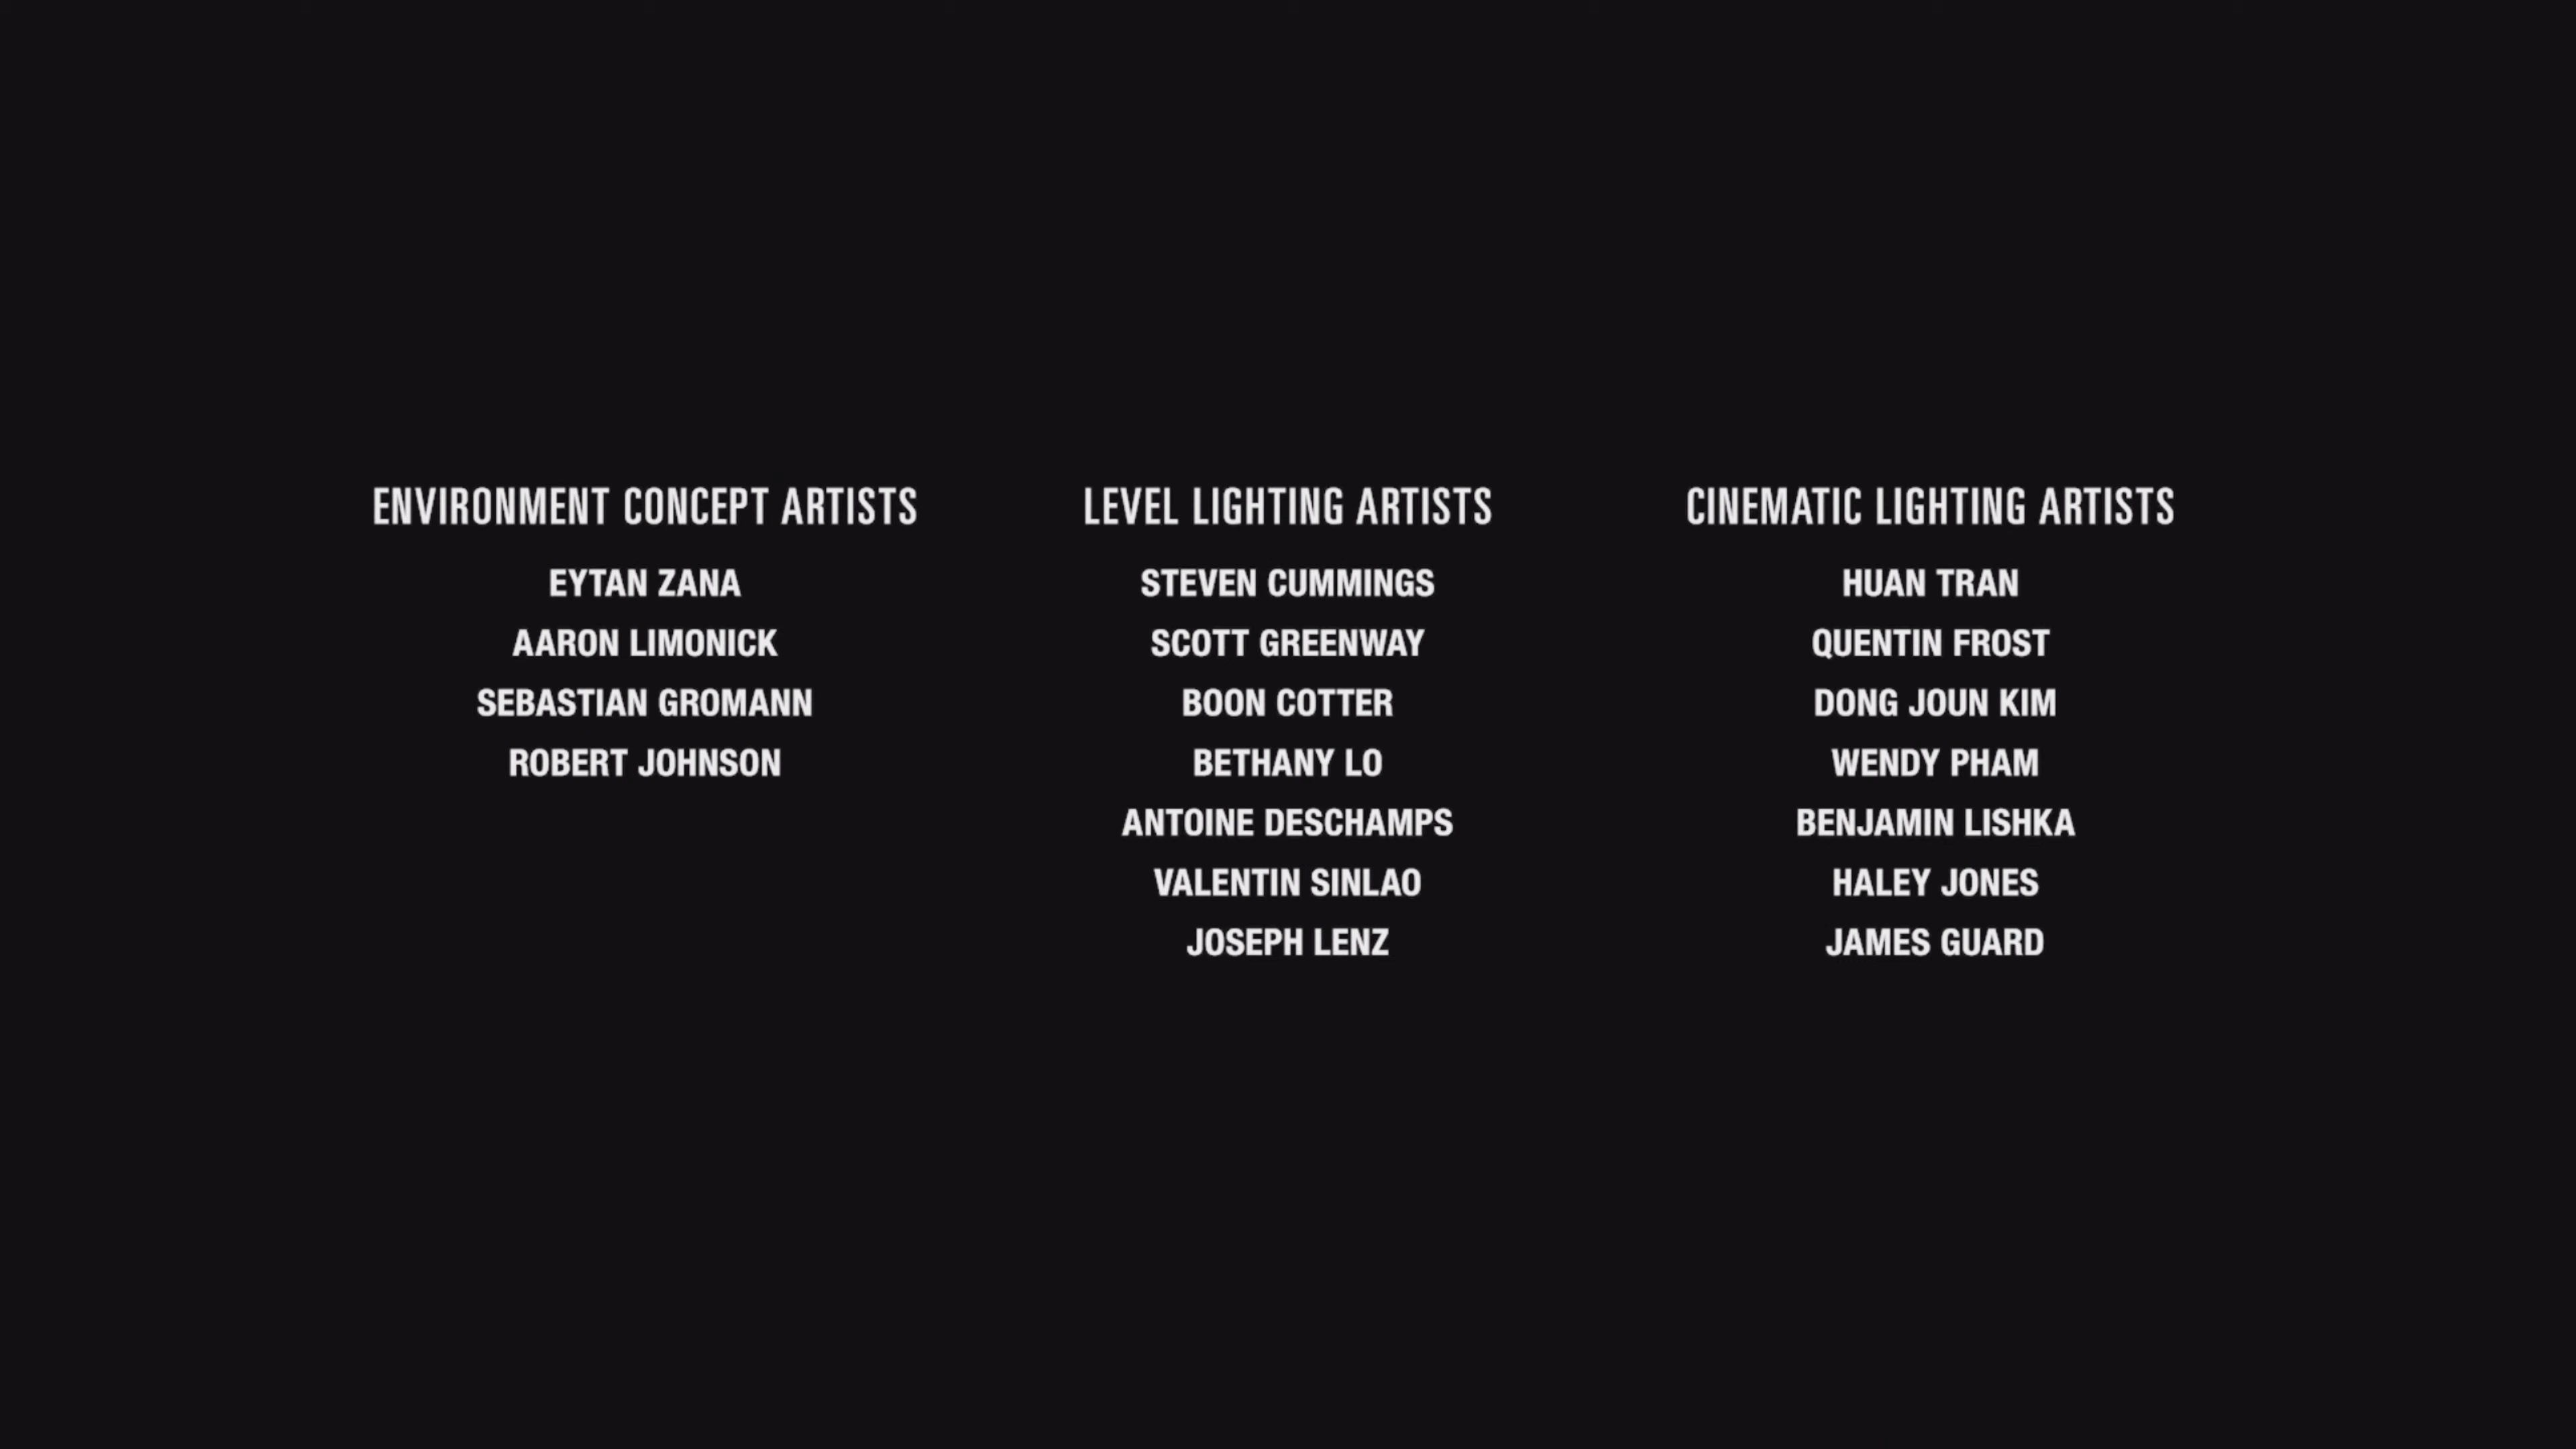 ENVIRONMENT CONCEPT ARTISTS
EYTAN ZANA
AARON LIMONICK
SEBASTIAN GROMANN
ROBERT JOHNSON
LEVEL LIGHTING ARTISTS
STEVEN CUMMINGS
SCOTT GREENWAY
BOON COTTER
BETHANY LO
ANTOINE DESCHAMPS
VALENTIN SINLAO
JOSEPH LENZ
CINEMATIC LIGHTING ARTISTS
HUAN TRAN
QUENTIN FROST
DONG JOUN KIM
WENDY PHAM
BENJAMIN LISHKA
HALEY JONES
JAMES GUARD